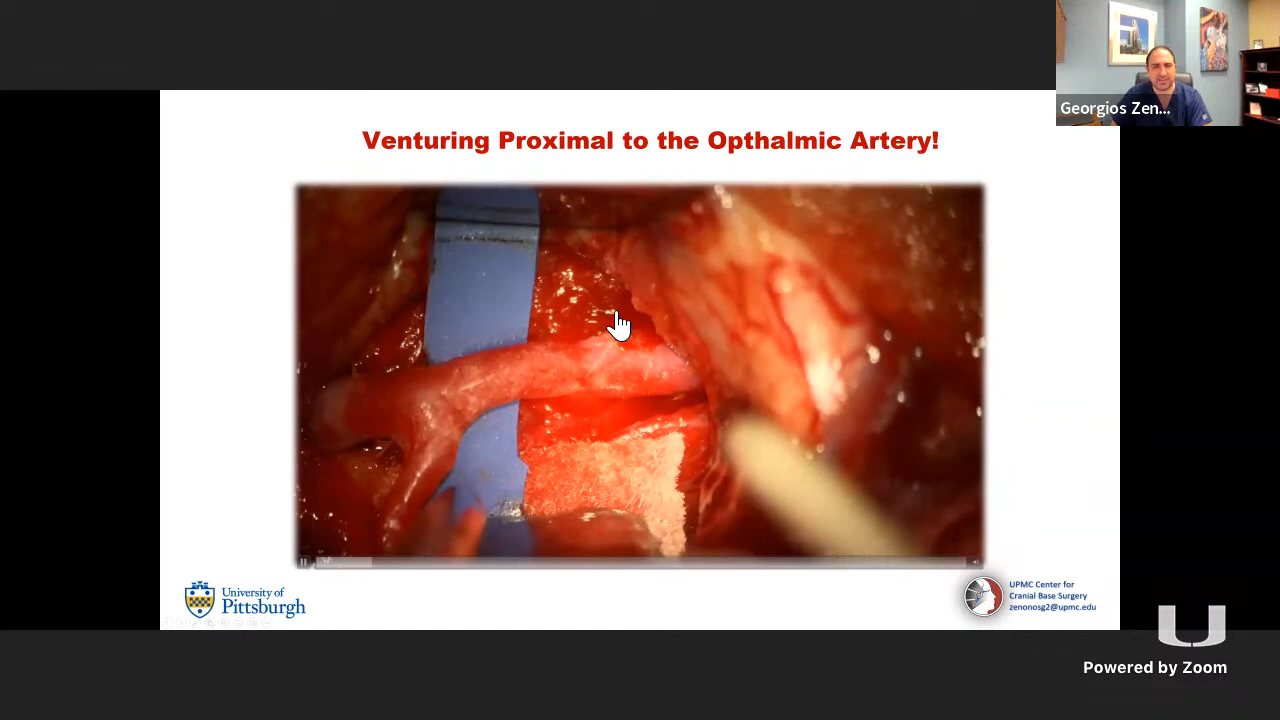 Georgios Zen...
Venturing Proximal to the Opthalmic Artery!
University of
Pittsburgh
UPMC Center for
Cranial Base Surgery
zenonosg2@upmc.edu
U
Powered by Zoom